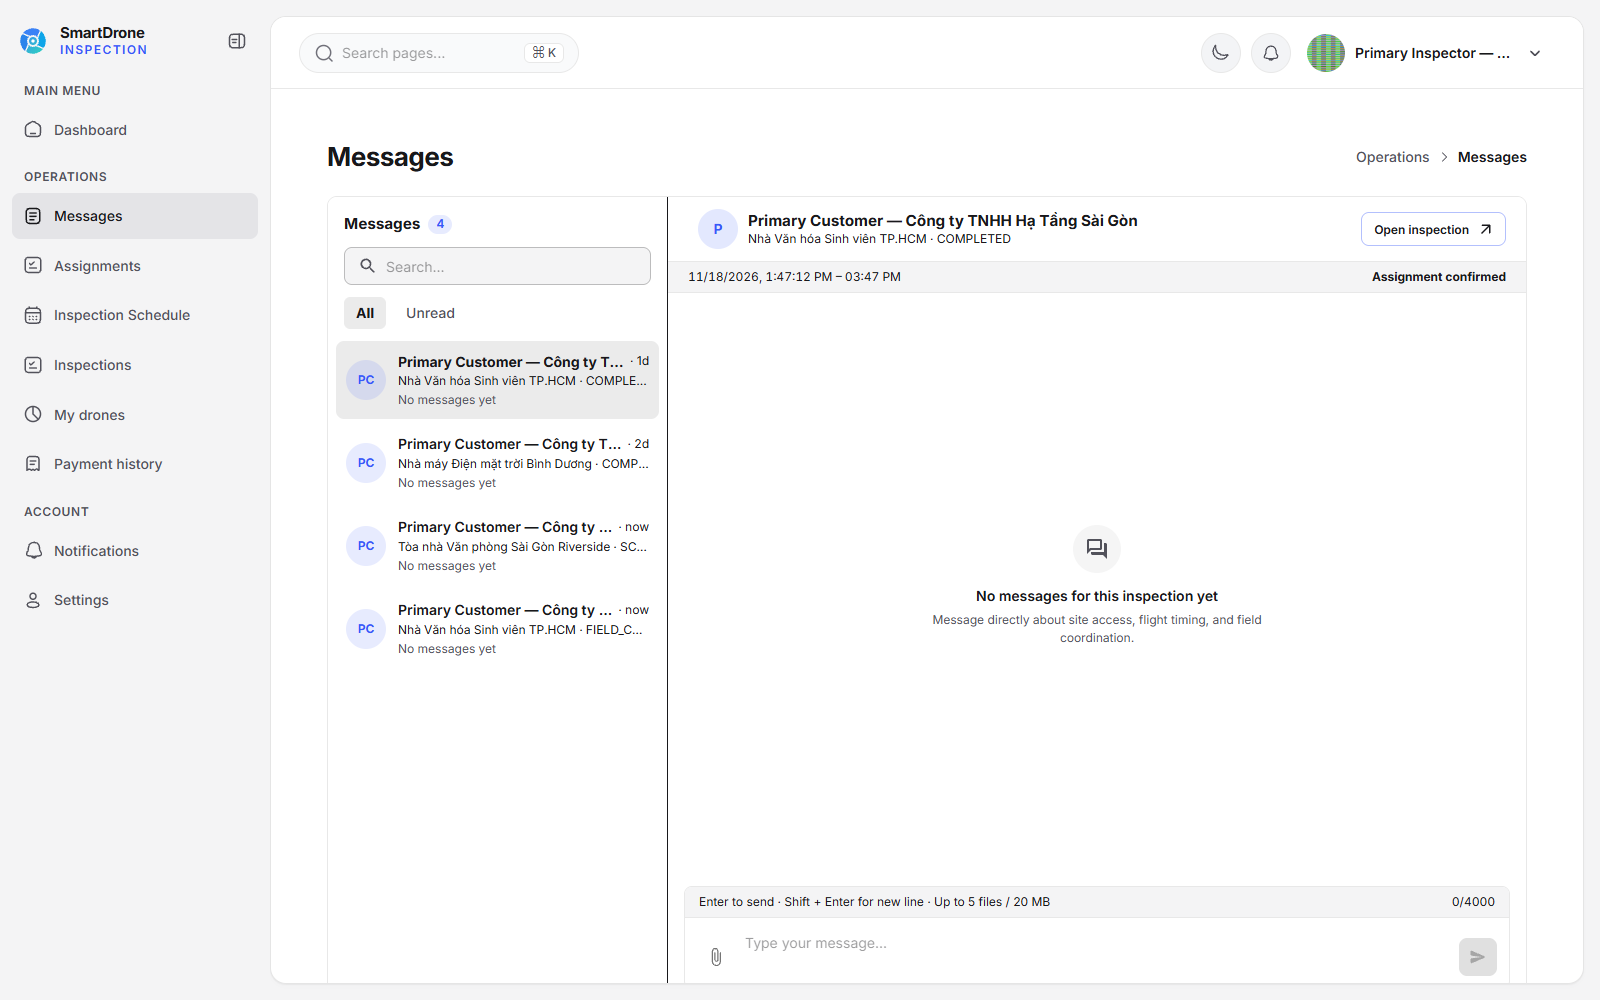 SmartDrone
INSPECTION
MAIN MENU
Dashboard
OPERATIONS
Messages
Assignments
Inspection Schedule
Inspections
My drones
Payment history
ACCOUNT
Notifications
Settings
Search pages...
⌘ K
Primary Inspector — ...
Messages
Operations > Messages
Messages 4
Search...
All Unread
PC
Primary Customer — Công ty T... · 1d
Nhà Văn hóa Sinh viên TP.HCM · COMPLE...
No messages yet
PC
Primary Customer — Công ty T... · 2d
Nhà máy Điện mặt trời Bình Dương · COMP...
No messages yet
PC
Primary Customer — Công ty ... · now
Tòa nhà Văn phòng Sài Gòn Riverside · SC...
No messages yet
PC
Primary Customer — Công ty ... · now
Nhà Văn hóa Sinh viên TP.HCM · FIELD_C...
No messages yet
P
Primary Customer — Công ty TNHH Hạ Tầng Sài Gòn
Nhà Văn hóa Sinh viên TP.HCM · COMPLETED
Open inspection
11/18/2026, 1:47:12 PM – 03:47 PM
Assignment confirmed
No messages for this inspection yet
Message directly about site access, flight timing, and field
coordination.
Enter to send · Shift + Enter for new line · Up to 5 files / 20 MB
0/4000
Type your message...